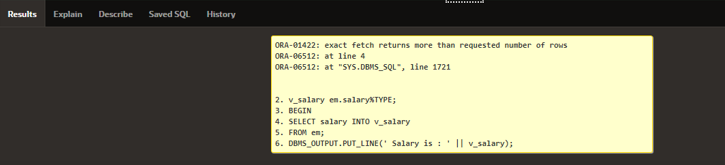 Results Explain Describe Saved SQL History
ORA-01422: exact fetch returns more than requested number of rows
ORA-06512: at line 4
ORA-06512: at "SYS.DBMS_SQL", line 1721
2. v_salary em.salary%TYPE;
3. BEGIN
4. SELECT salary INTO v_salary
5. FROM em;
6. DBMS_OUTPUT.PUT_LINE(' Salary is : ' || v_salary);